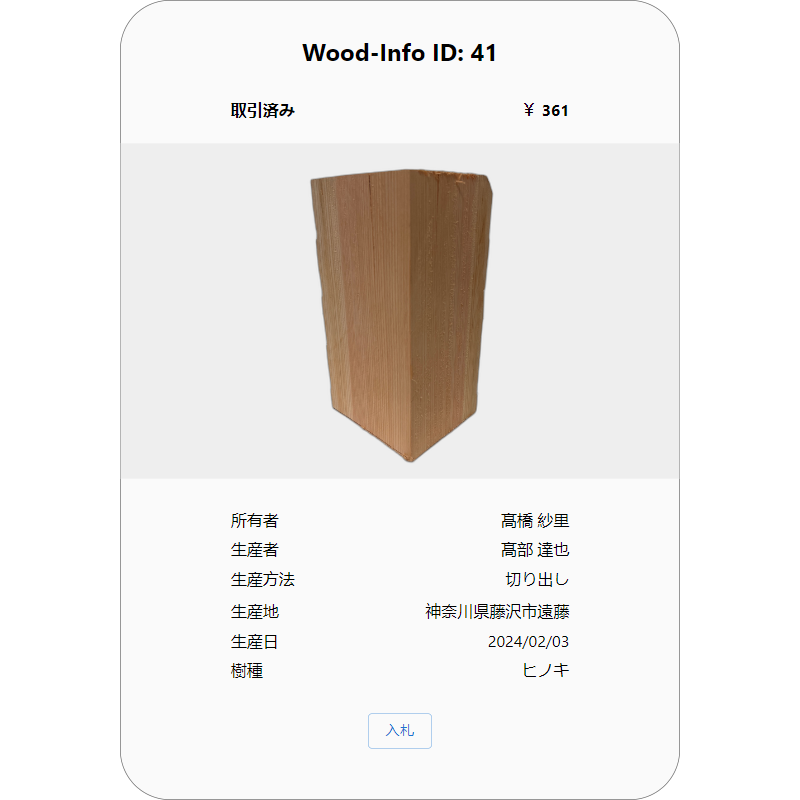 Wood-Info ID: 41
取引済み ￥ 361
所有者 髙橋 紗里
生産者 高部 達也
生産方法 切り出し
生産地 神奈川県藤沢市遠藤
生産日 2024/02/03
樹種 ヒノキ
入札